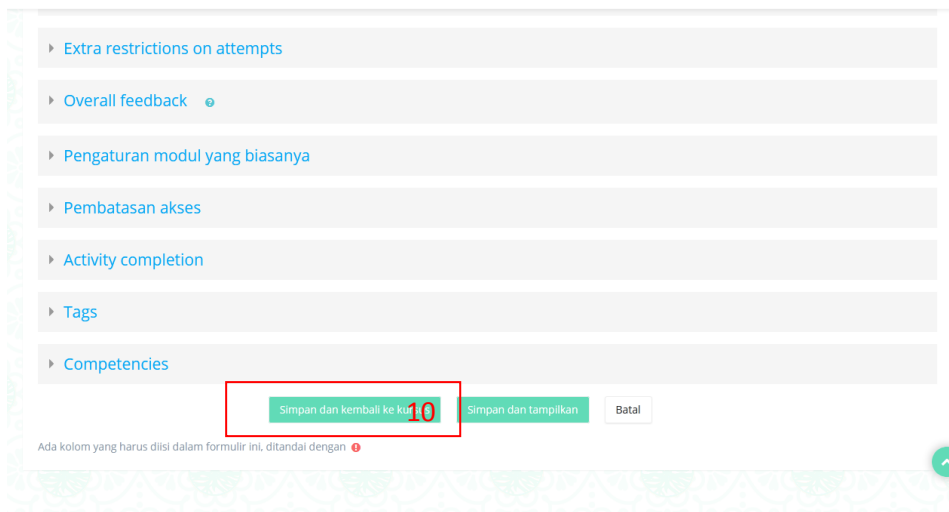 Extra restrictions on attempts
Overall feedback
Pengaturan modul yang biasanya
Pembatasan akses
Activity completion
Tags
Competencies
Simpan dan kembali ke kursus 10 Simpan dan tampilkan Batal
Ada kolom yang harus diisi dalam formulir ini, ditandai dengan